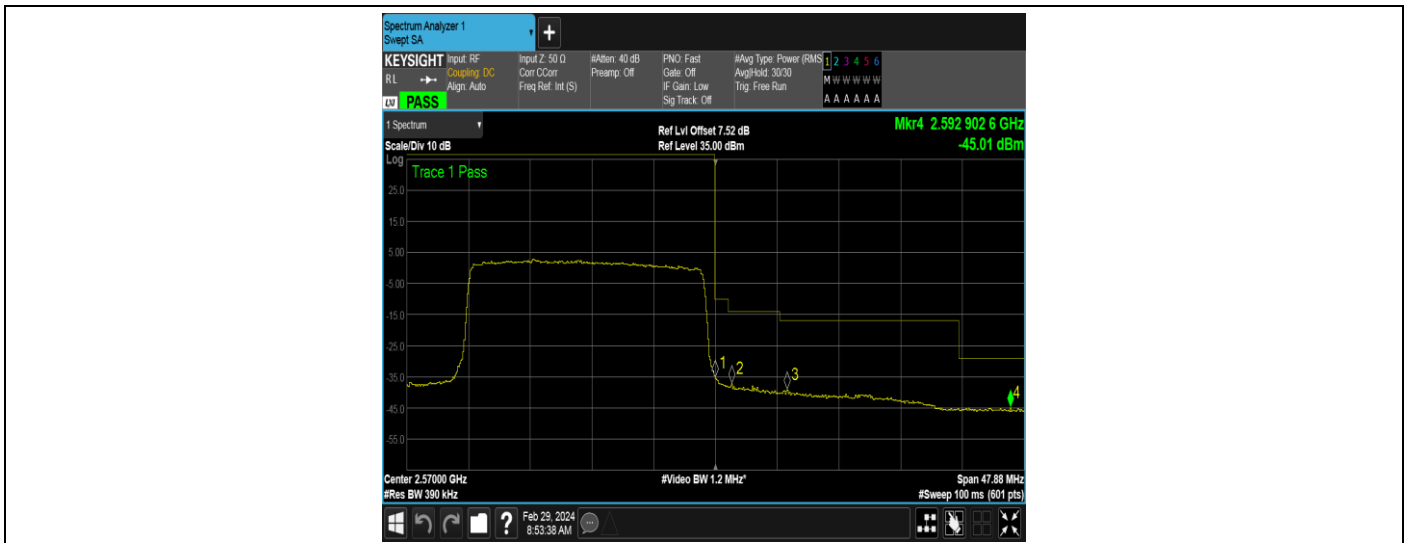 Spectrum Analyzer 1
Swept SA
+
KEYSIGHT
RL
LXI PASS
Input: RF
Coupling: DC
Align: Auto
Input Z: 50 Ω
Corr CCorr
Freq Ref: Int (S)
#Atten: 40 dB
Preamp: Off
PNO: Fast
Gate: Off
IF Gain: Low
Sig Track: Off
#Avg Type: Power (RMS
Avg|Hold: 30/30
Trig: Free Run
1 2 3 4 5 6
M W W W W W
A A A A A A
1 Spectrum
Scale/Div 10 dB
Ref Lvl Offset 7.52 dB
Ref Level 35.00 dBm
Mkr4 2.592 902 6 GHz
-45.01 dBm
Log
Trace 1 Pass
25.0
15.0
5.00
-5.00
-15.0
-25.0
-35.0
-45.0
-55.0
1
2
3
4
Center 2.57000 GHz
#Res BW 390 kHz
#Video BW 1.2 MHz*
Span 47.88 MHz
#Sweep 100 ms (601 pts)
?
Feb 29, 2024
8:53:38 AM